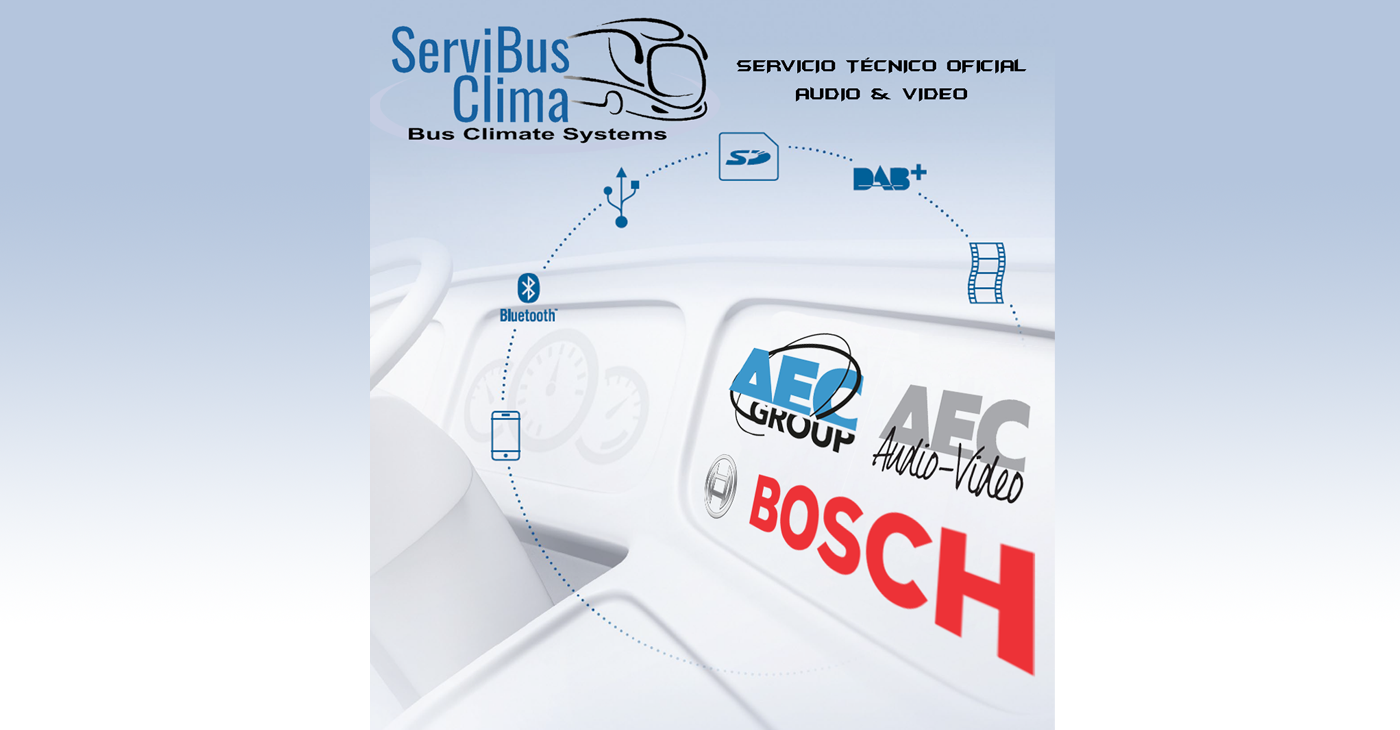 ServiBus
Clima
Bus Climate Systems
SERVICIO TÉCNICO OFICIAL
AUDIO & VIDEO
SD
DAB+
Bluetooth
AEC
GROUP
AEC
Audio-Video
BOSCH